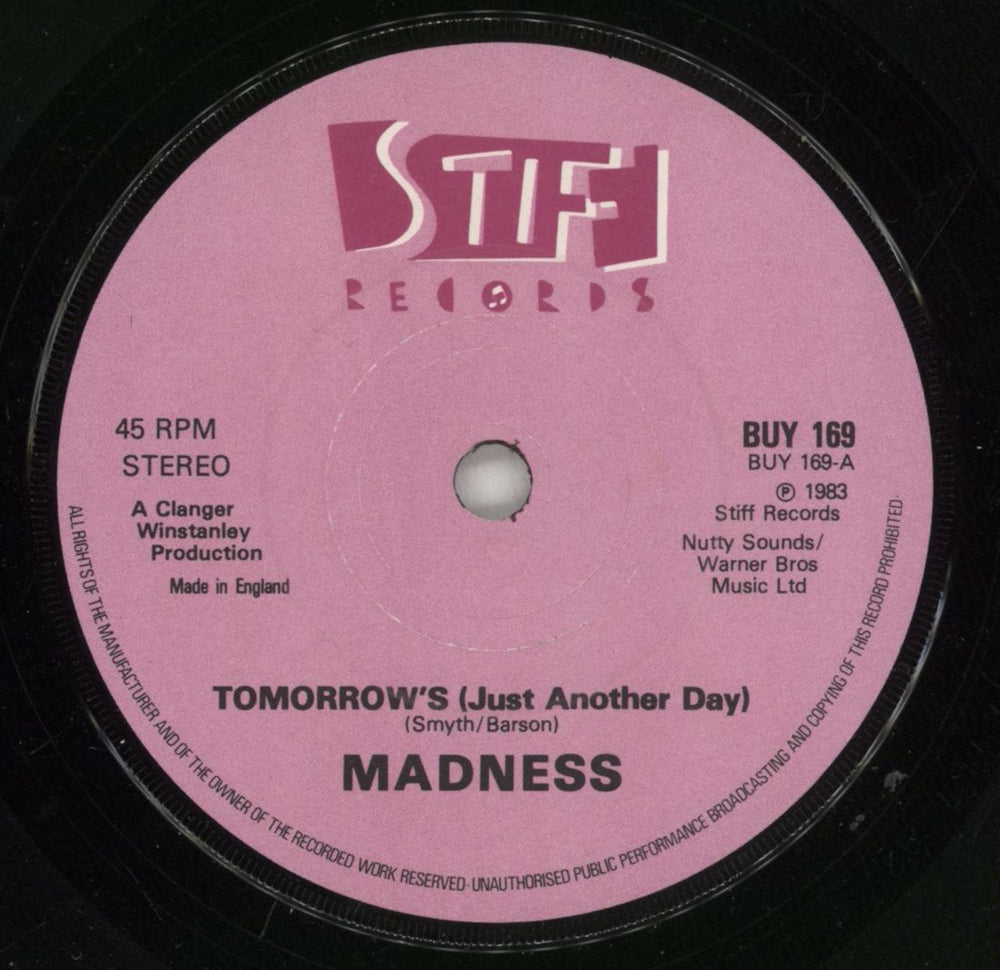 STIFF
RECORDS
45 RPM
STEREO
A Clanger
Winstanley
Production
Made in England
BUY 169
BUY 169-A
℗ 1983
Stiff Records
Nutty Sounds/
Warner Bros
Music Ltd
TOMORROW'S (Just Another Day)
(Smyth/Barson)
MADNESS
ALL RIGHTS OF THE MANUFACTURER AND OF THE OWNER OF THE RECORDED WORK RESERVED·UNAUTHORISED PUBLIC PERFORMANCE BROADCASTING AND COPYING OF THIS RECORD PROHIBITED·